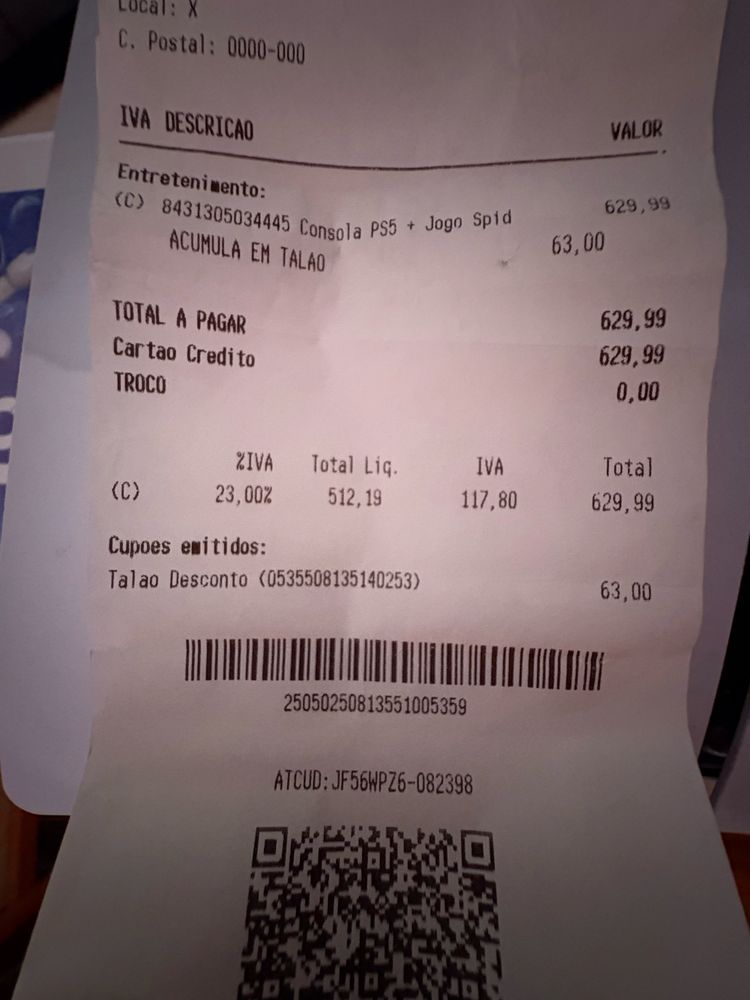 Local: X
C. Postal: 0000-000
IVA DESCRICAO VALOR
Entretenimento:
(C) 8431305034445 Consola PS5 + Jogo Spid 629,99
ACUMULA EM TALAO 63,00
TOTAL A PAGAR 629,99
Cartao Credito 629,99
TROCO 0,00
%IVA Total Liq. IVA Total
(C) 23,00% 512,19 117,80 629,99
Cupoes emitidos:
Talao Desconto (0535508135140253) 63,00
25050250813551005359
ATCUD:JF56WPZ6-082398